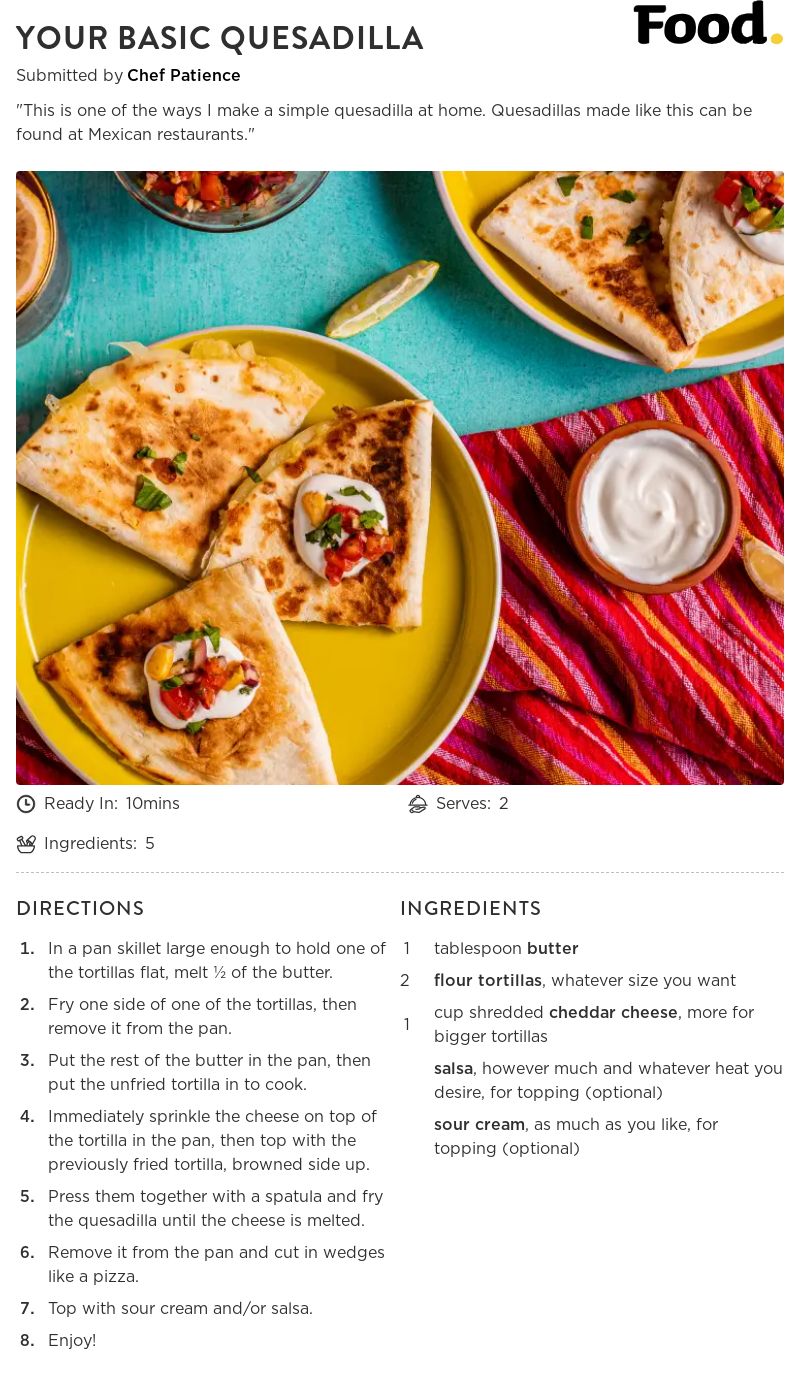 YOUR BASIC QUESADILLA
Food.
Submitted by Chef Patience
"This is one of the ways I make a simple quesadilla at home. Quesadillas made like this can be
found at Mexican restaurants."
Ready In: 10mins
Serves: 2
Ingredients: 5
DIRECTIONS
1. In a pan skillet large enough to hold one of
the tortillas flat, melt ½ of the butter.
2. Fry one side of one of the tortillas, then
remove it from the pan.
3. Put the rest of the butter in the pan, then
put the unfried tortilla in to cook.
4. Immediately sprinkle the cheese on top of
the tortilla in the pan, then top with the
previously fried tortilla, browned side up.
5. Press them together with a spatula and fry
the quesadilla until the cheese is melted.
6. Remove it from the pan and cut in wedges
like a pizza.
7. Top with sour cream and/or salsa.
8. Enjoy!
INGREDIENTS
1 tablespoon butter
2 flour tortillas, whatever size you want
1 cup shredded cheddar cheese, more for
bigger tortillas
salsa, however much and whatever heat you
desire, for topping (optional)
sour cream, as much as you like, for
topping (optional)